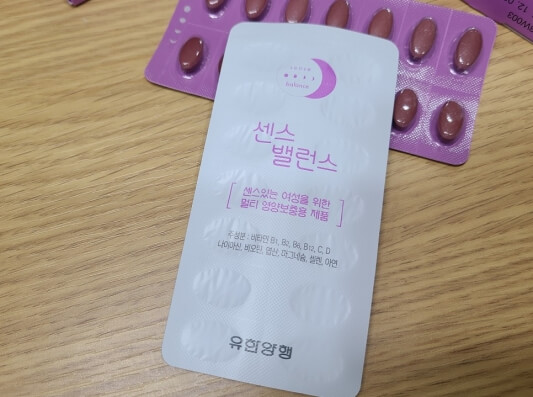 balance
센스
밸런스
센스있는 여성을 위한
멀티 영양보충용 제품
주성분 : 비타민 B₁, B₂, B₆, B₁₂, C, D
나이아신, 비오틴, 엽산, 마그네슘, 셀렌, 아연
유한양행